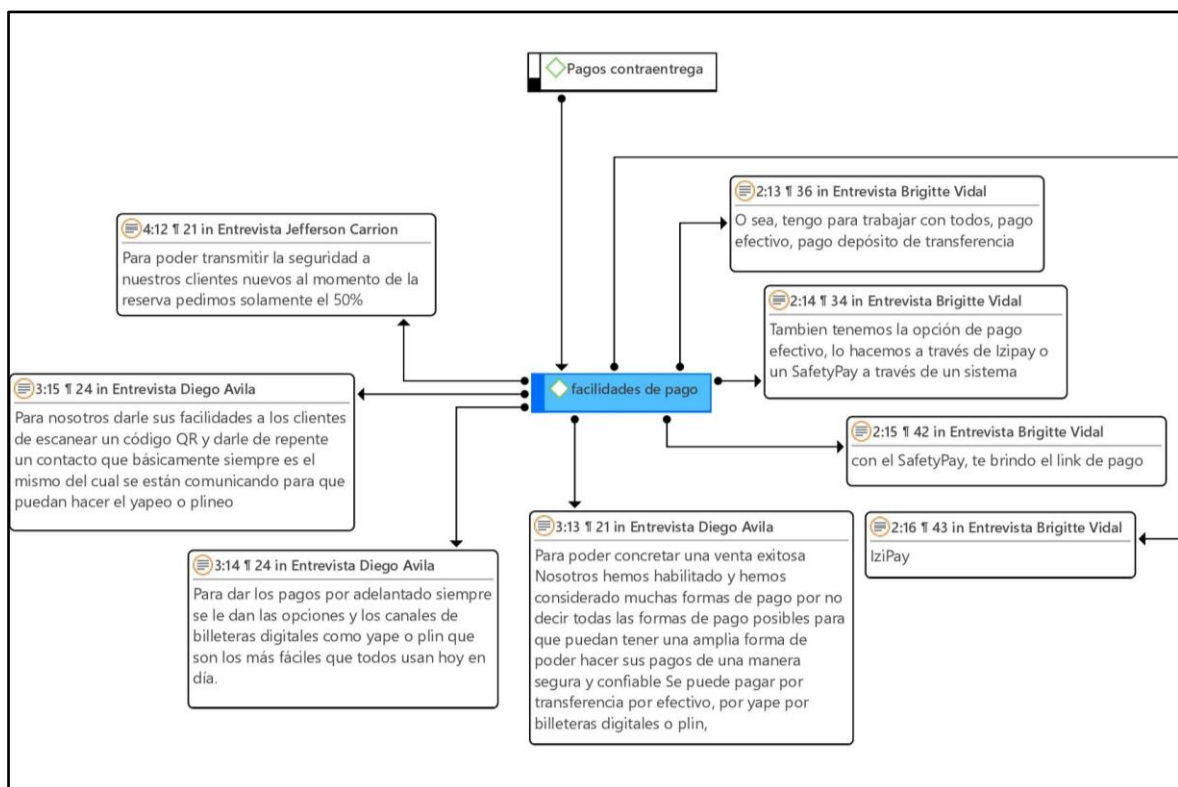 Pagos contraentrega
2:13 ¶ 36 in Entrevista Brigitte Vidal
O sea, tengo para trabajar con todos, pago
efectivo, pago depósito de transferencia
4:12 ¶ 21 in Entrevista Jefferson Carrion
Para poder transmitir la seguridad a
nuestros clientes nuevos al momento de la
reserva pedimos solamente el 50%
2:14 ¶ 34 in Entrevista Brigitte Vidal
Tambien tenemos la opción de pago
efectivo, lo hacemos a través de Izipay o
un SafetyPay a través de un sistema
facilidades de pago
3:15 ¶ 24 in Entrevista Diego Avila
Para nosotros darle sus facilidades a los clientes
de escanear un código QR y darle de repente
un contacto que básicamente siempre es el
mismo del cual se están comunicando para que
puedan hacer el yapeo o plineo
2:15 ¶ 42 in Entrevista Brigitte Vidal
con el SafetyPay, te brindo el link de pago
3:14 ¶ 24 in Entrevista Diego Avila
Para dar los pagos por adelantado siempre
se le dan las opciones y los canales de
billeteras digitales como yape o plin que
son los más fáciles que todos usan hoy en
día.
3:13 ¶ 21 in Entrevista Diego Avila
Para poder concretar una venta exitosa
Nosotros hemos habilitado y hemos
considerado muchas formas de pago por no
decir todas las formas de pago posibles para
que puedan tener una amplia forma de
poder hacer sus pagos de una manera
segura y confiable Se puede pagar por
transferencia por efectivo, por yape por
billeteras digitales o plin,
2:16 ¶ 43 in Entrevista Brigitte Vidal
IziPay